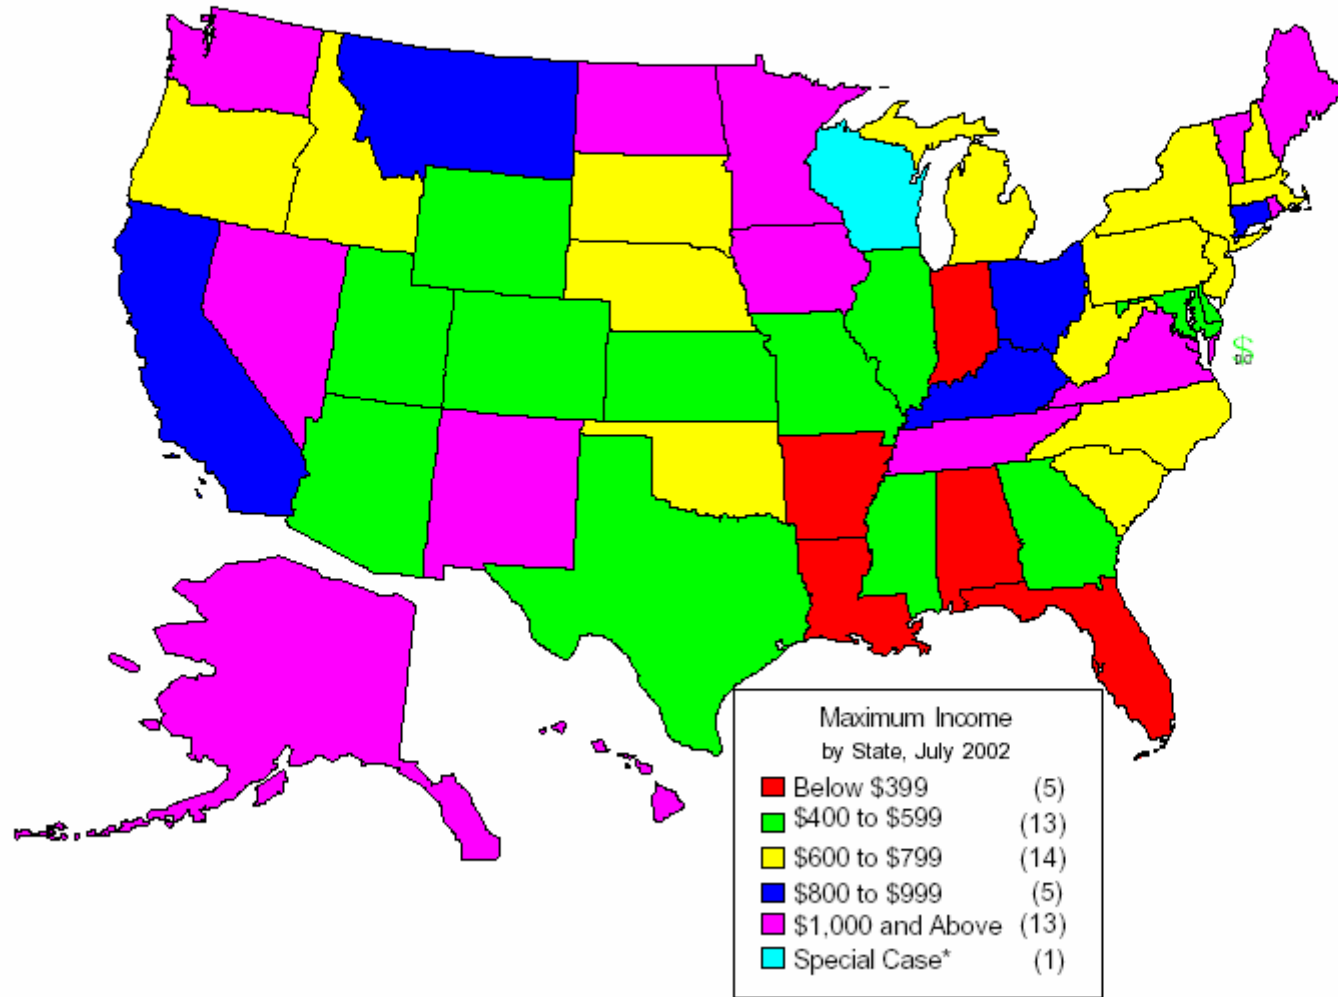 $
DC
Maximum Income
by State, July 2002
Below $399 (5)
$400 to $599 (13)
$600 to $799 (14)
$800 to $999 (5)
$1,000 and Above (13)
Special Case* (1)